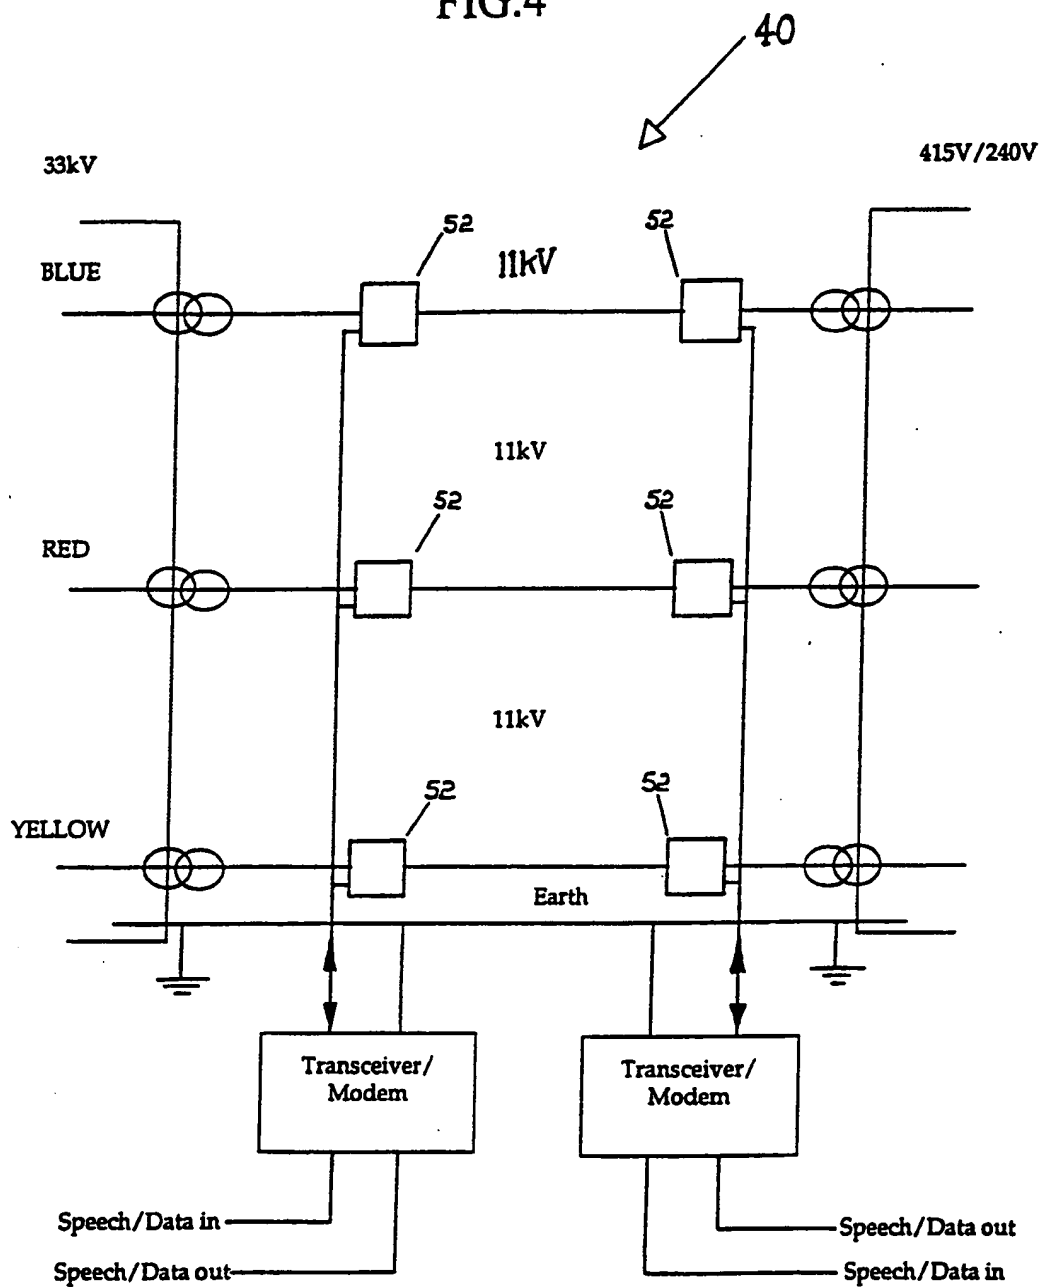 FIG.4
40
33kV
415V/240V
52
52
11kV
BLUE
11kV
52
52
RED
11kV
52
52
YELLOW
Earth
Transceiver/
Modem
Transceiver/
Modem
Speech/Data in
Speech/Data out
Speech/Data out
Speech/Data in